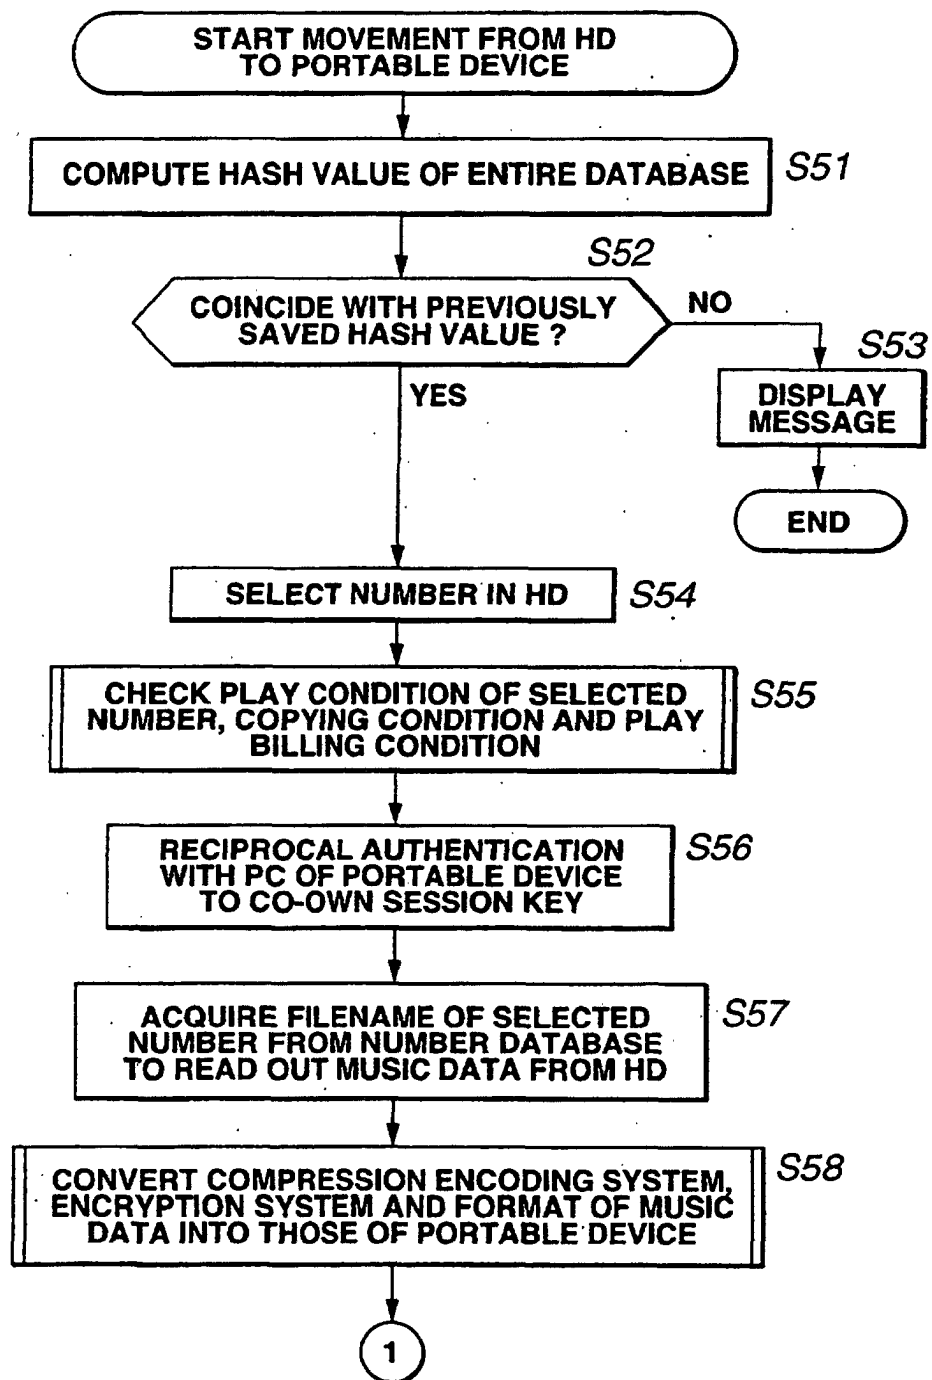 START MOVEMENT FROM HD
TO PORTABLE DEVICE
COMPUTE HASH VALUE OF ENTIRE DATABASE
S51
S52
COINCIDE WITH PREVIOUSLY
SAVED HASH VALUE ?
NO
S53
DISPLAY
MESSAGE
YES
END
SELECT NUMBER IN HD
S54
CHECK PLAY CONDITION OF SELECTED
NUMBER, COPYING CONDITION AND PLAY
BILLING CONDITION
S55
RECIPROCAL AUTHENTICATION
WITH PC OF PORTABLE DEVICE
TO CO-OWN SESSION KEY
S56
ACQUIRE FILENAME OF SELECTED
NUMBER FROM NUMBER DATABASE
TO READ OUT MUSIC DATA FROM HD
S57
CONVERT COMPRESSION ENCODING SYSTEM,
ENCRYPTION SYSTEM AND FORMAT OF MUSIC
DATA INTO THOSE OF PORTABLE DEVICE
S58
1